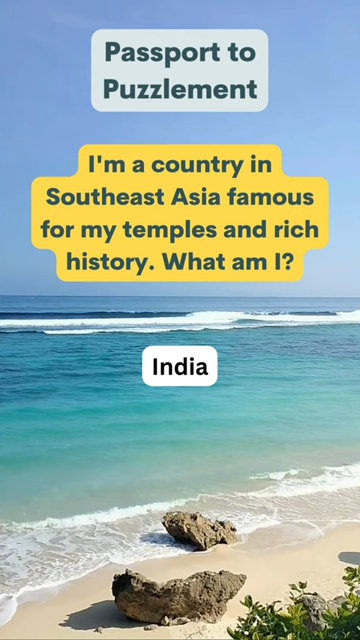 Passport to
Puzzlement
I'm a country in
Southeast Asia famous
for my temples and rich
history. What am I?
India